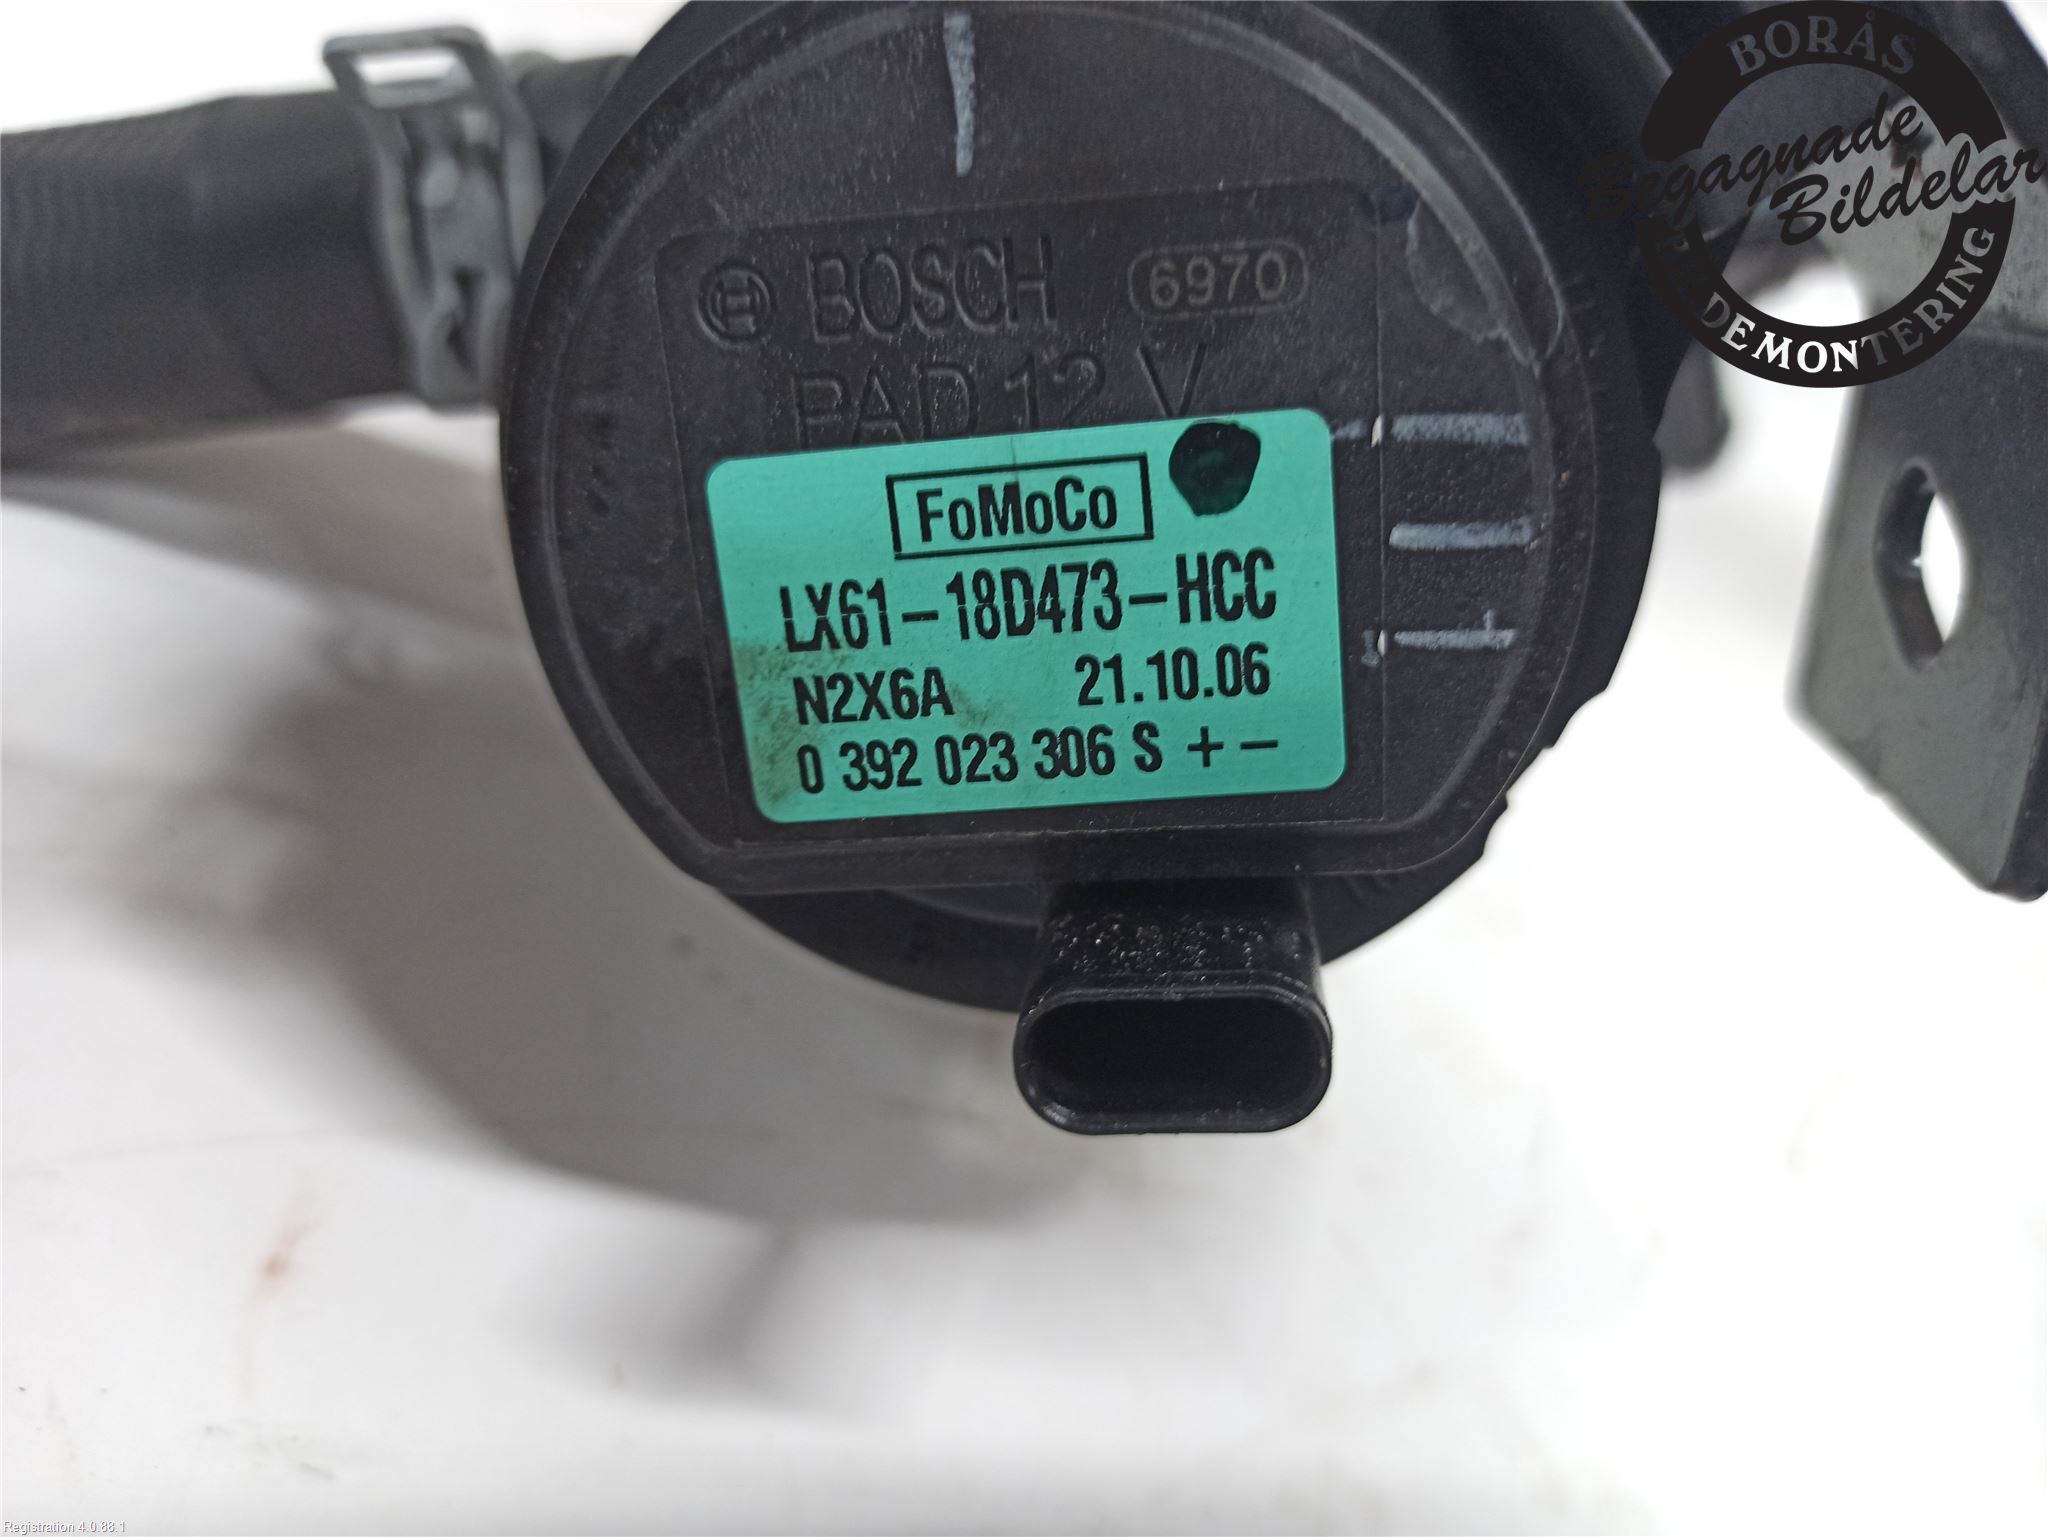 BORÅS
Begagnade
Bildelar
BILDEMONTERING
BOSCH 6970
PAD 12 V
FoMoCo
LX61-18D473-HCC
N2X6A 21.10.06
0 392 023 306 S + -
Registration 4.0.88.1